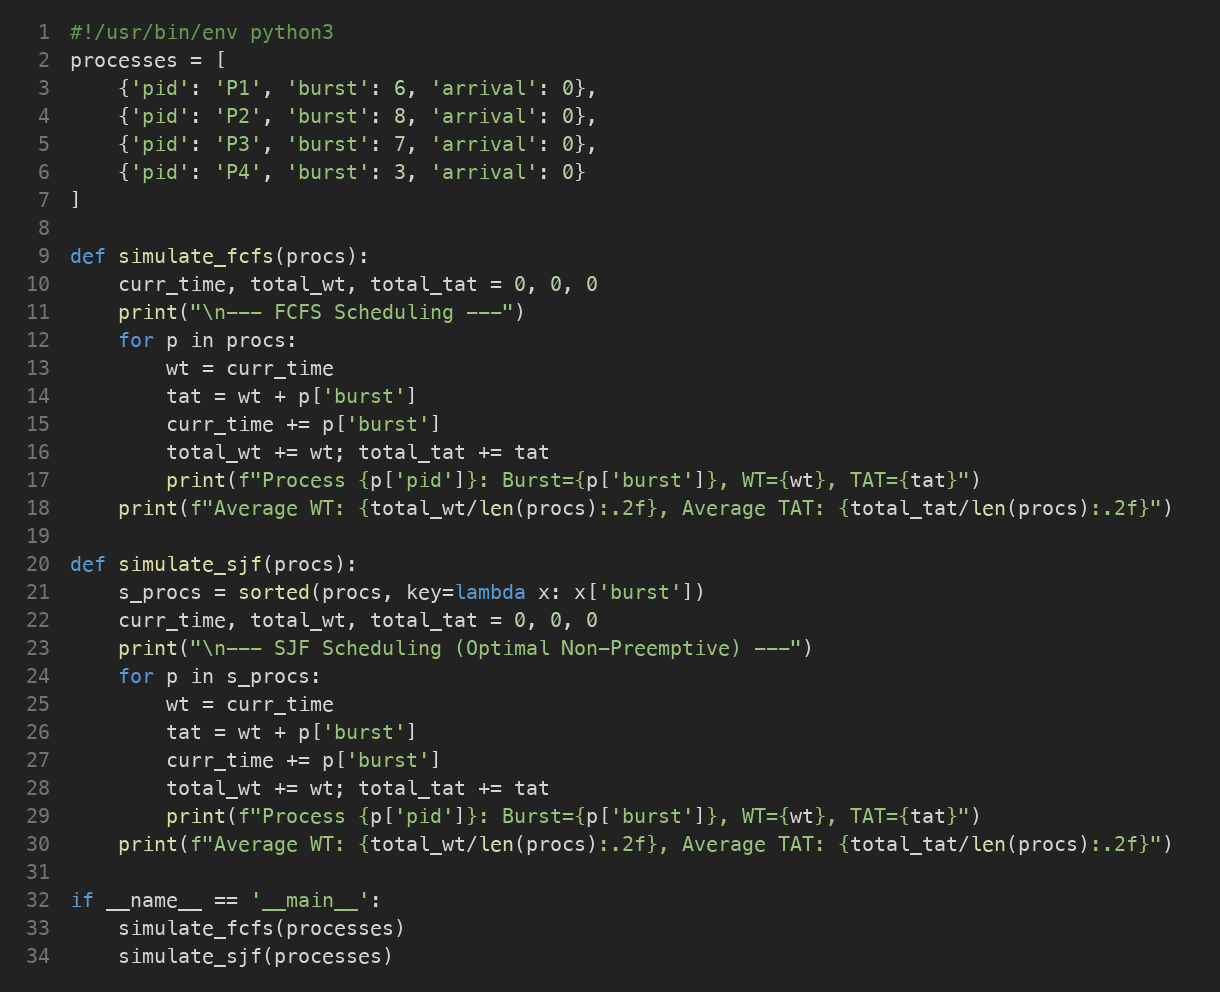 1 #!/usr/bin/env python3
2 processes = [
3     {'pid': 'P1', 'burst': 6, 'arrival': 0},
4     {'pid': 'P2', 'burst': 8, 'arrival': 0},
5     {'pid': 'P3', 'burst': 7, 'arrival': 0},
6     {'pid': 'P4', 'burst': 3, 'arrival': 0}
7 ]
8
9 def simulate_fcfs(procs):
10     curr_time, total_wt, total_tat = 0, 0, 0
11     print("\n--- FCFS Scheduling ---")
12     for p in procs:
13         wt = curr_time
14         tat = wt + p['burst']
15         curr_time += p['burst']
16         total_wt += wt; total_tat += tat
17         print(f"Process {p['pid']}: Burst={p['burst']}, WT={wt}, TAT={tat}")
18     print(f"Average WT: {total_wt/len(procs):.2f}, Average TAT: {total_tat/len(procs):.2f}")
19
20 def simulate_sjf(procs):
21     s_procs = sorted(procs, key=lambda x: x['burst'])
22     curr_time, total_wt, total_tat = 0, 0, 0
23     print("\n--- SJF Scheduling (Optimal Non-Preemptive) ---")
24     for p in s_procs:
25         wt = curr_time
26         tat = wt + p['burst']
27         curr_time += p['burst']
28         total_wt += wt; total_tat += tat
29         print(f"Process {p['pid']}: Burst={p['burst']}, WT={wt}, TAT={tat}")
30     print(f"Average WT: {total_wt/len(procs):.2f}, Average TAT: {total_tat/len(procs):.2f}")
31
32 if __name__ == '__main__':
33     simulate_fcfs(processes)
34     simulate_sjf(processes)